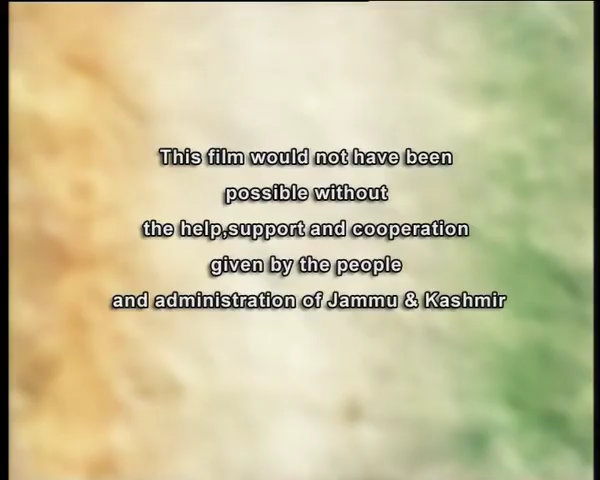 This film would not have been
possible without
the help,support and cooperation
given by the people
and administration of Jammu & Kashmir